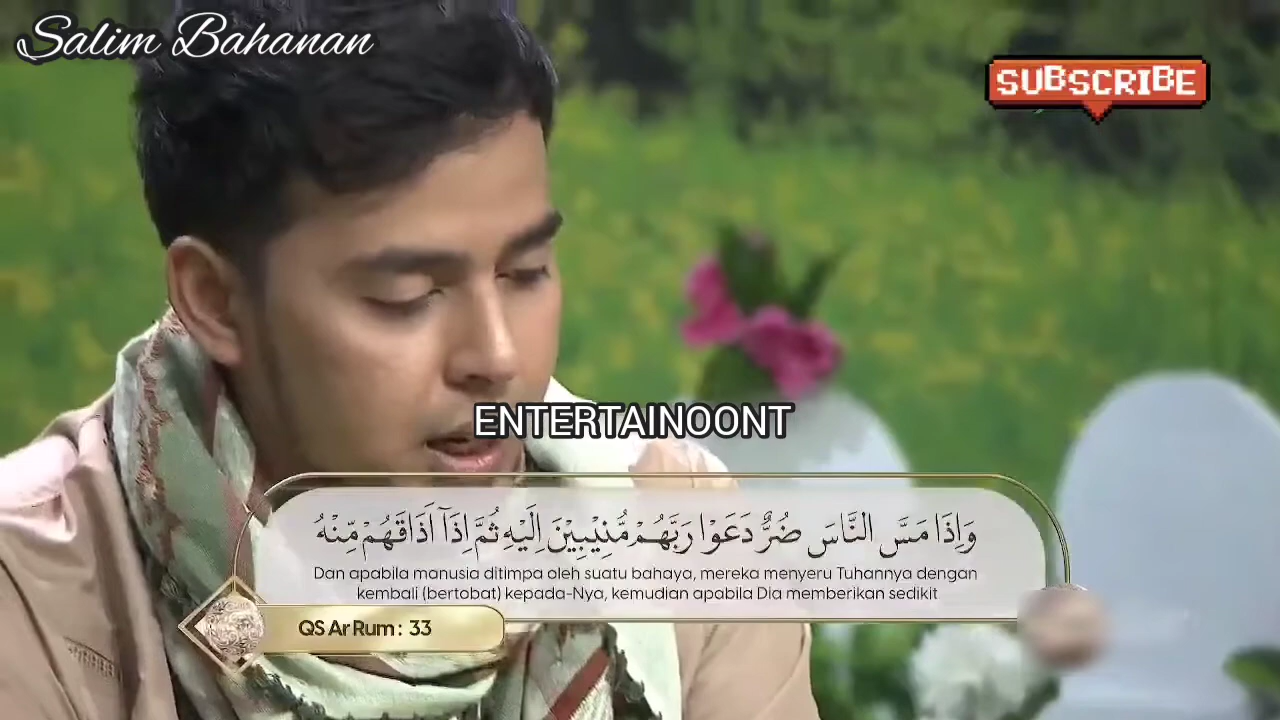 Salim Bahanan
SUBSCRIBE
ENTERTAINOONT
وَاِذَا مَسَّ النَّاسَ ضُرٌّ دَعَوْا رَبَّهُمْ مُّنِيْبِيْنَ اِلَيْهِ ثُمَّ اِذَآ اَذَاقَهُمْ مِّنْهُ
Dan apabila manusia ditimpa oleh suatu bahaya, mereka menyeru Tuhannya dengan
kembali (bertobat) kepada-Nya, kemudian apabila Dia memberikan sedikit
QS Ar Rum : 33